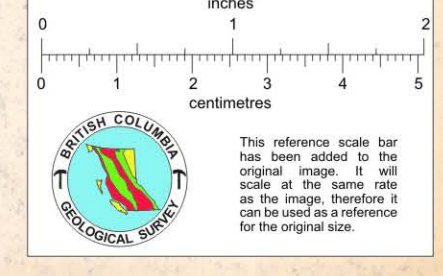 inches
0 1 2
0 1 2 3 4 5
centimetres
BRITISH COLUMBIA
GEOLOGICAL SURVEY
This reference scale bar
has been added to the
original image. It will
scale at the same rate
as the image, therefore it
can be used as a reference
for the original size.